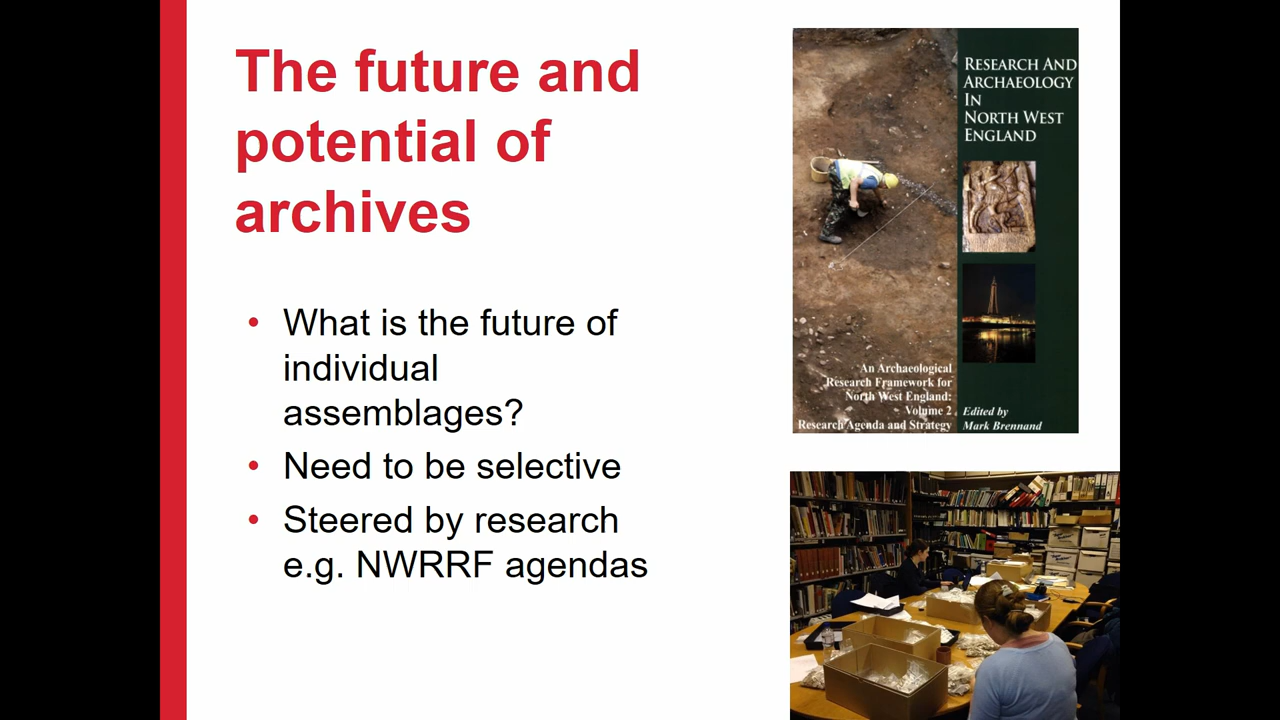 The future and
potential of
archives
• What is the future of
individual
assemblages?
• Need to be selective
• Steered by research
e.g. NWRRF agendas
RESEARCH AND
ARCHAEOLOGY
IN
NORTH WEST
ENGLAND
An Archaeological
Research Framework for
North West England:
Volume 2
Research Agenda and Strategy
Edited by
Mark Brennand